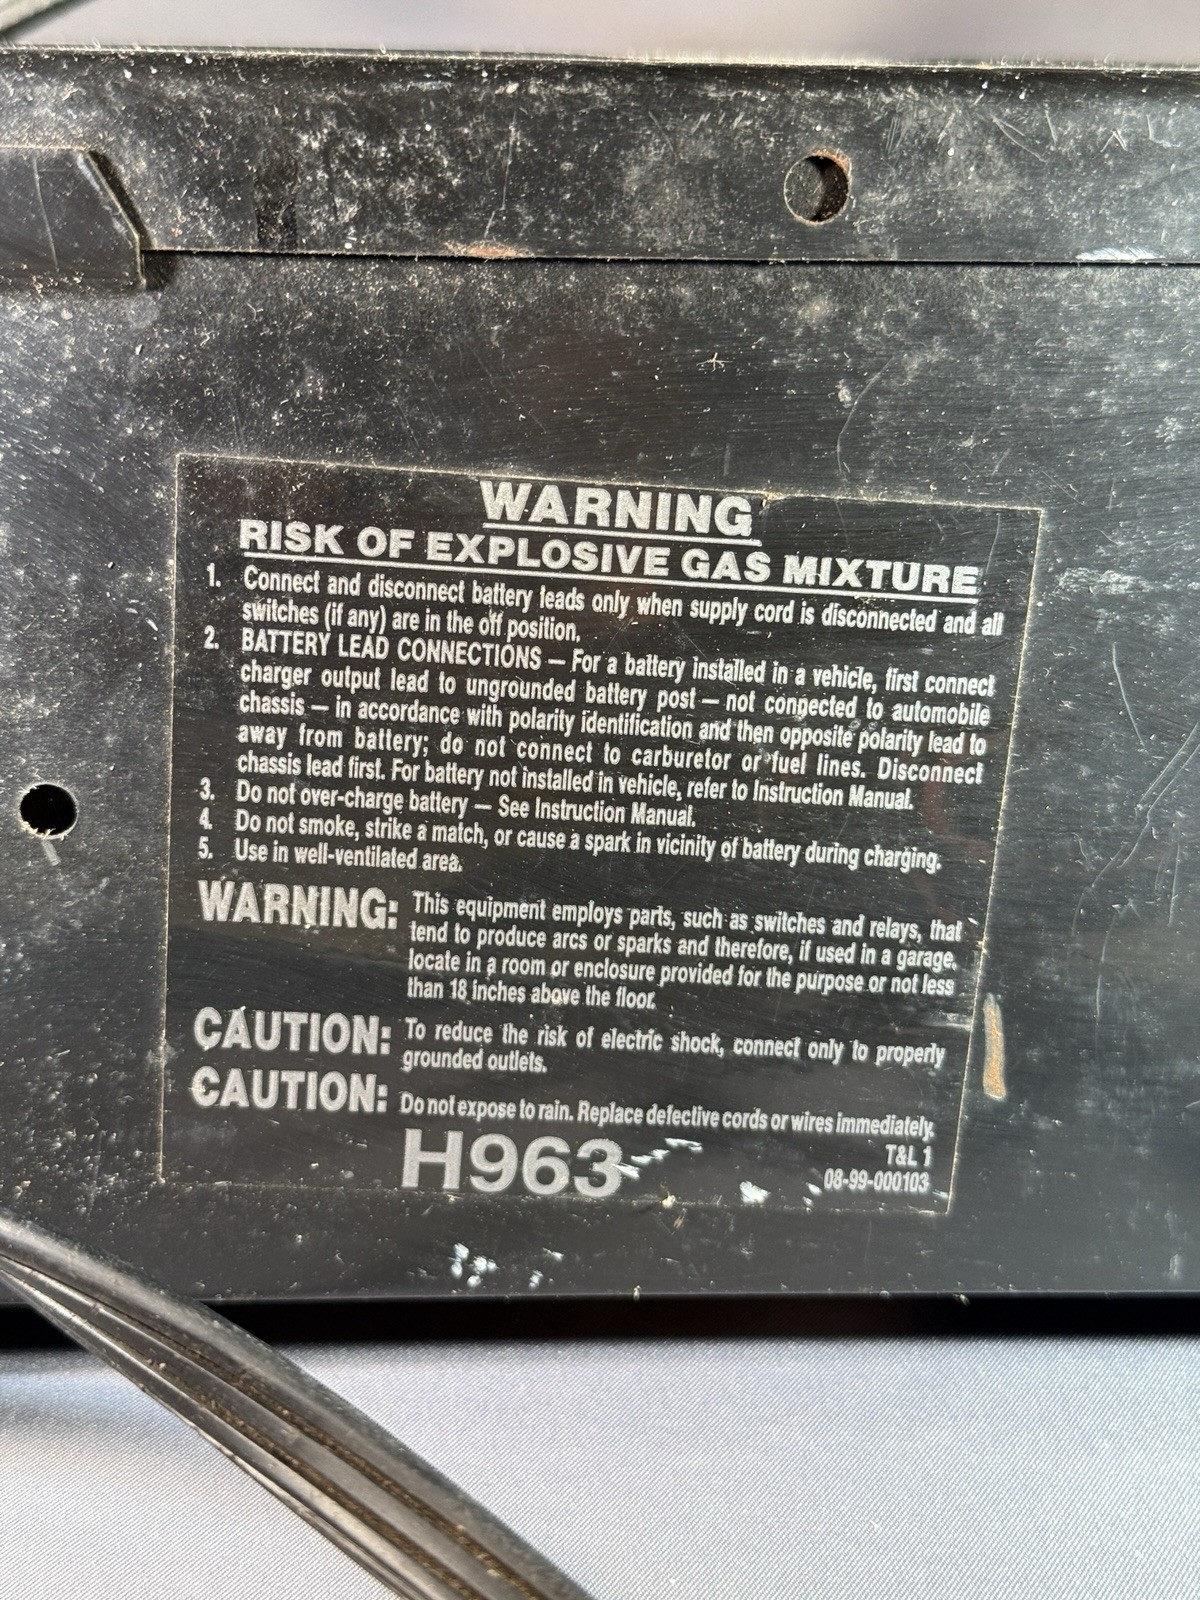 WARNING
RISK OF EXPLOSIVE GAS MIXTURE
1. Connect and disconnect battery leads only when supply cord is disconnected and all
switches (if any) are in the off position.
2. BATTERY LEAD CONNECTIONS — For a battery installed in a vehicle, first connect
charger output lead to ungrounded battery post — not connected to automobile
chassis — in accordance with polarity identification and then opposite polarity lead to
away from battery; do not connect to carburetor or fuel lines. Disconnect
chassis lead first. For battery not installed in vehicle, refer to Instruction Manual.
3. Do not over-charge battery — See Instruction Manual.
4. Do not smoke, strike a match, or cause a spark in vicinity of battery during charging.
5. Use in well-ventilated area.
WARNING: This equipment employs parts, such as switches and relays, that
tend to produce arcs or sparks and therefore, if used in a garage,
locate in a room or enclosure provided for the purpose or not less
than 18 inches above the floor.
CAUTION: To reduce the risk of electric shock, connect only to properly
grounded outlets.
CAUTION: Do not expose to rain. Replace defective cords or wires immediately.
H963
T&L 1
08-99-000103